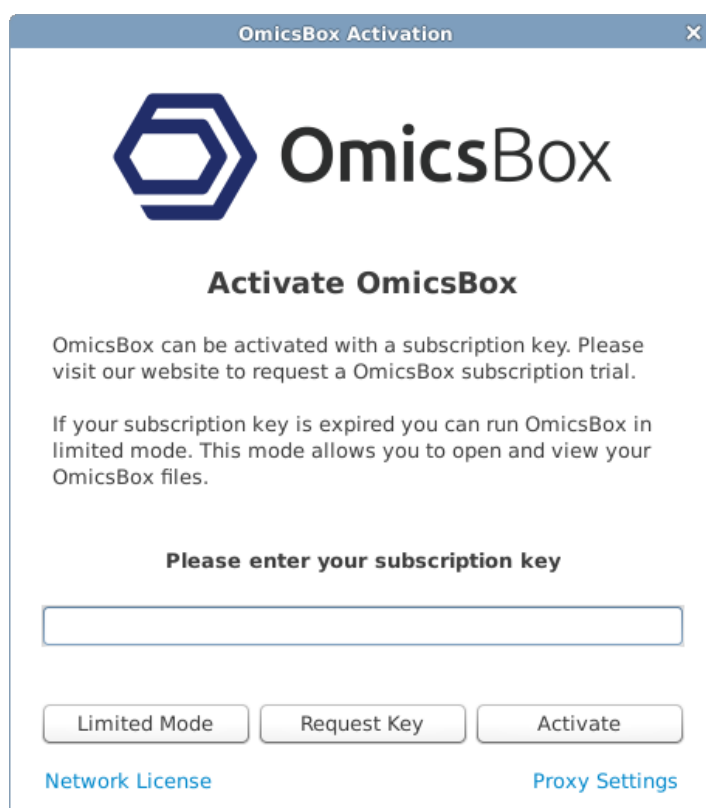 OmicsBox Activation
OmicsBox
Activate OmicsBox
OmicsBox can be activated with a subscription key. Please
visit our website to request a OmicsBox subscription trial.
If your subscription key is expired you can run OmicsBox in
limited mode. This mode allows you to open and view your
OmicsBox files.
Please enter your subscription key
Limited Mode Request Key Activate
Network License Proxy Settings